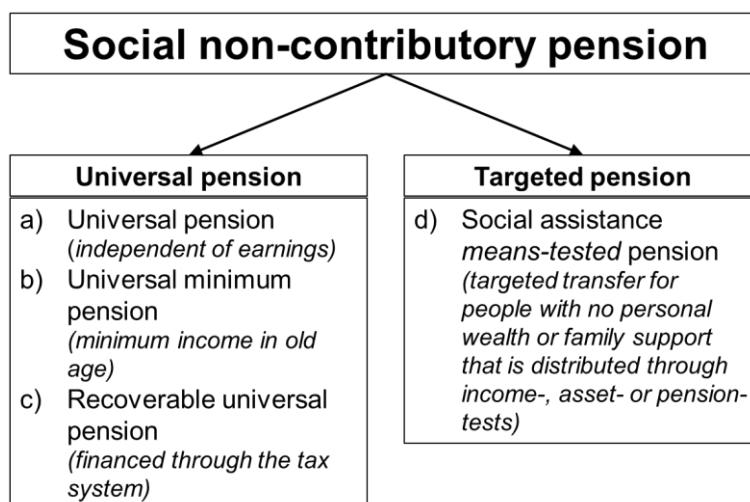 Social non-contributory pension
Universal pension
a) Universal pension
(independent of earnings)
b) Universal minimum
pension
(minimum income in old
age)
c) Recoverable universal
pension
(financed through the tax
system)
Targeted pension
d) Social assistance
means-tested pension
(targeted transfer for
people with no personal
wealth or family support
that is distributed through
income-, asset- or pension-
tests)